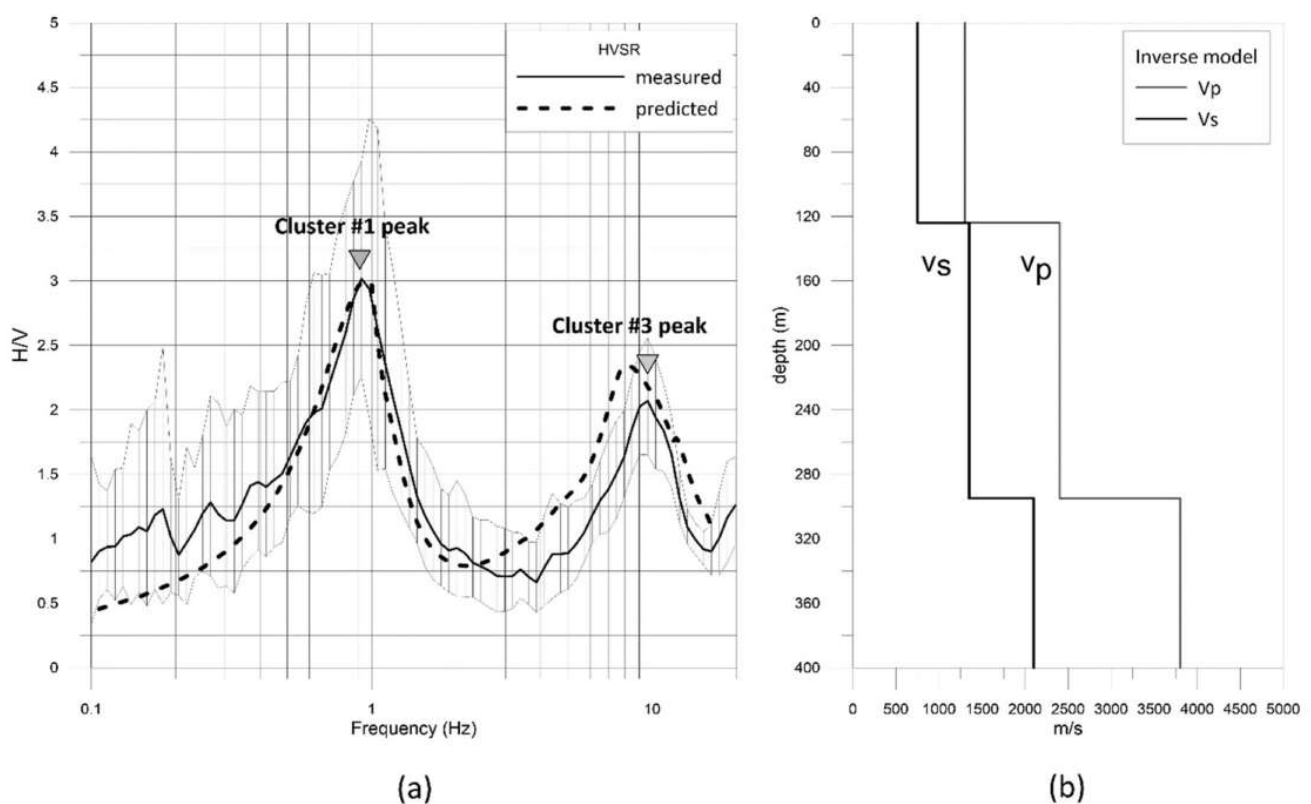 5
4.5
4
3.5
3
2.5
2
1.5
1
0.5
0
H/V
HVSR
measured
predicted
Cluster #1 peak
Cluster #3 peak
0.1
1
10
Frequency (Hz)
(a)
0
40
80
120
160
200
240
280
320
360
400
depth (m)
Inverse model
Vp
Vs
vs
vp
0 500 1000 1500 2000 2500 3000 3500 4000 4500 5000
m/s
(b)